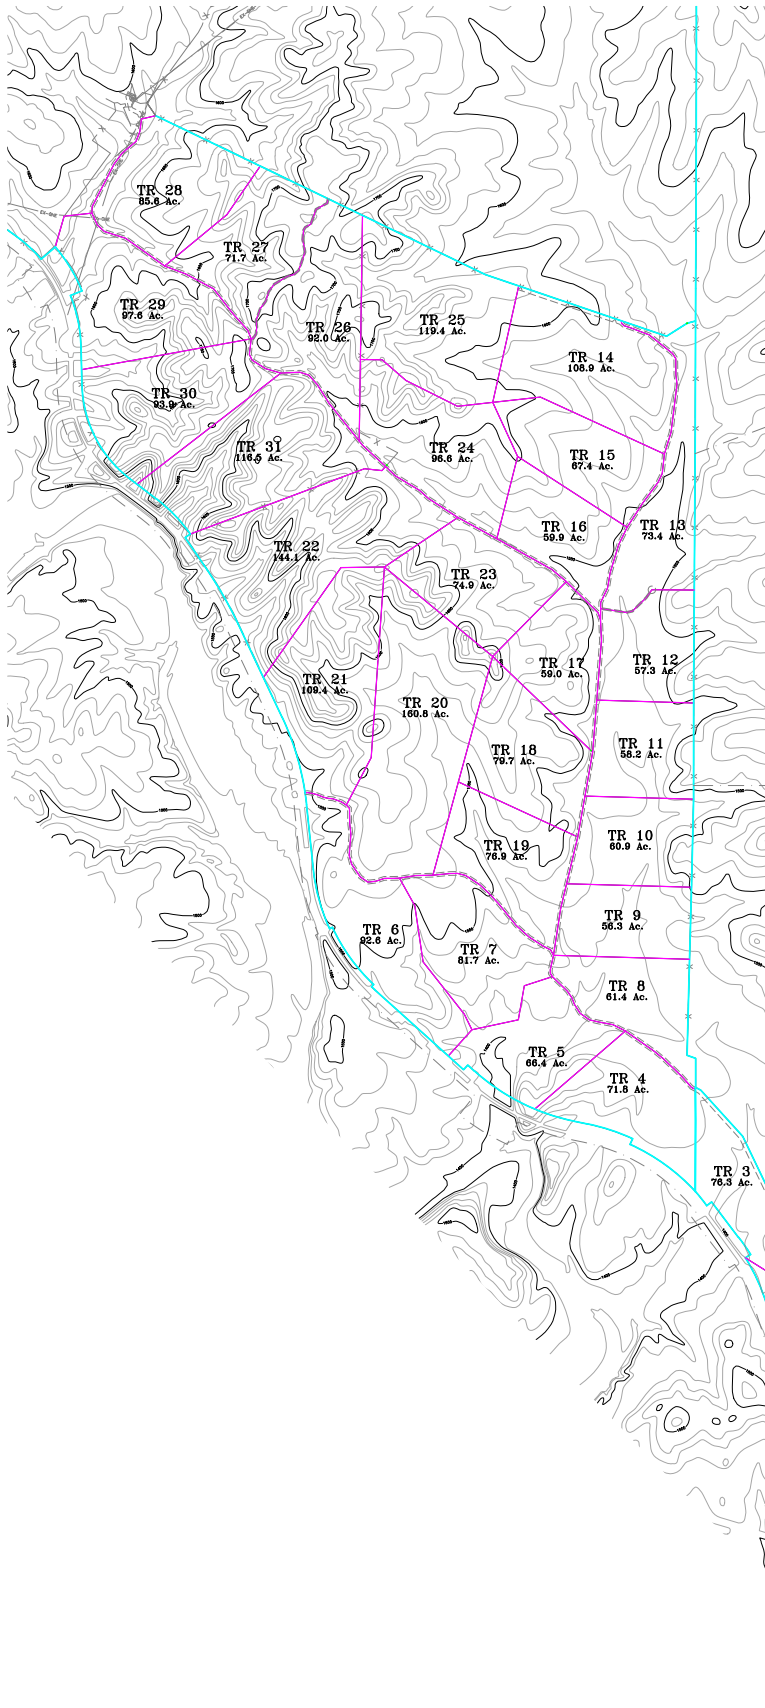 TR 28
85.6 Ac.
TR 27
71.7 Ac.
TR 29
97.6 Ac.
TR 26
92.0 Ac.
TR 25
119.4 Ac.
TR 14
108.9 Ac.
TR 30
93.9 Ac.
TR 31
116.5 Ac.
TR 24
96.6 Ac.
TR 15
67.4 Ac.
TR 16
59.9 Ac.
TR 13
73.4 Ac.
TR 22
144.1 Ac.
TR 23
74.9 Ac.
TR 17
59.0 Ac.
TR 12
57.3 Ac.
TR 21
109.4 Ac.
TR 20
160.8 Ac.
TR 18
79.7 Ac.
TR 11
58.2 Ac.
TR 10
60.9 Ac.
TR 19
76.9 Ac.
TR 9
56.3 Ac.
TR 6
92.6 Ac.
TR 7
81.7 Ac.
TR 8
61.4 Ac.
TR 5
66.4 Ac.
TR 4
71.8 Ac.
TR 3
76.3 Ac.